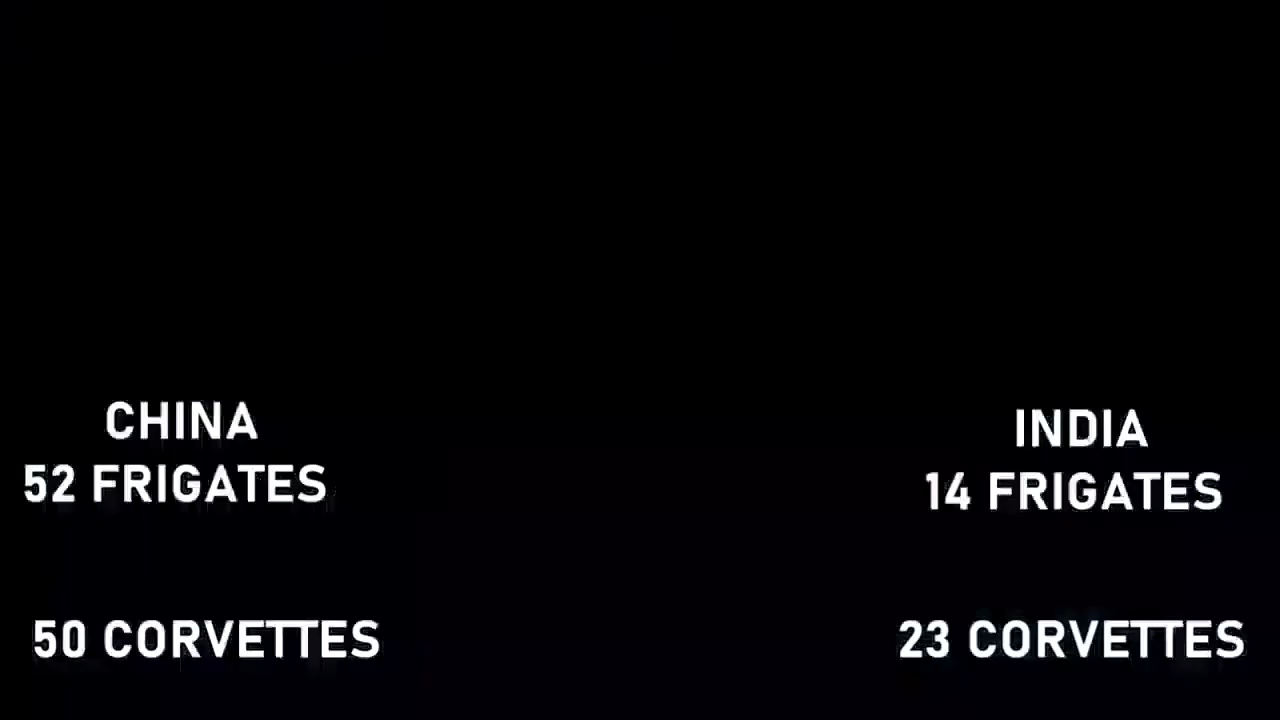 CHINA
52 FRIGATES
50 CORVETTES
INDIA
14 FRIGATES
23 CORVETTES